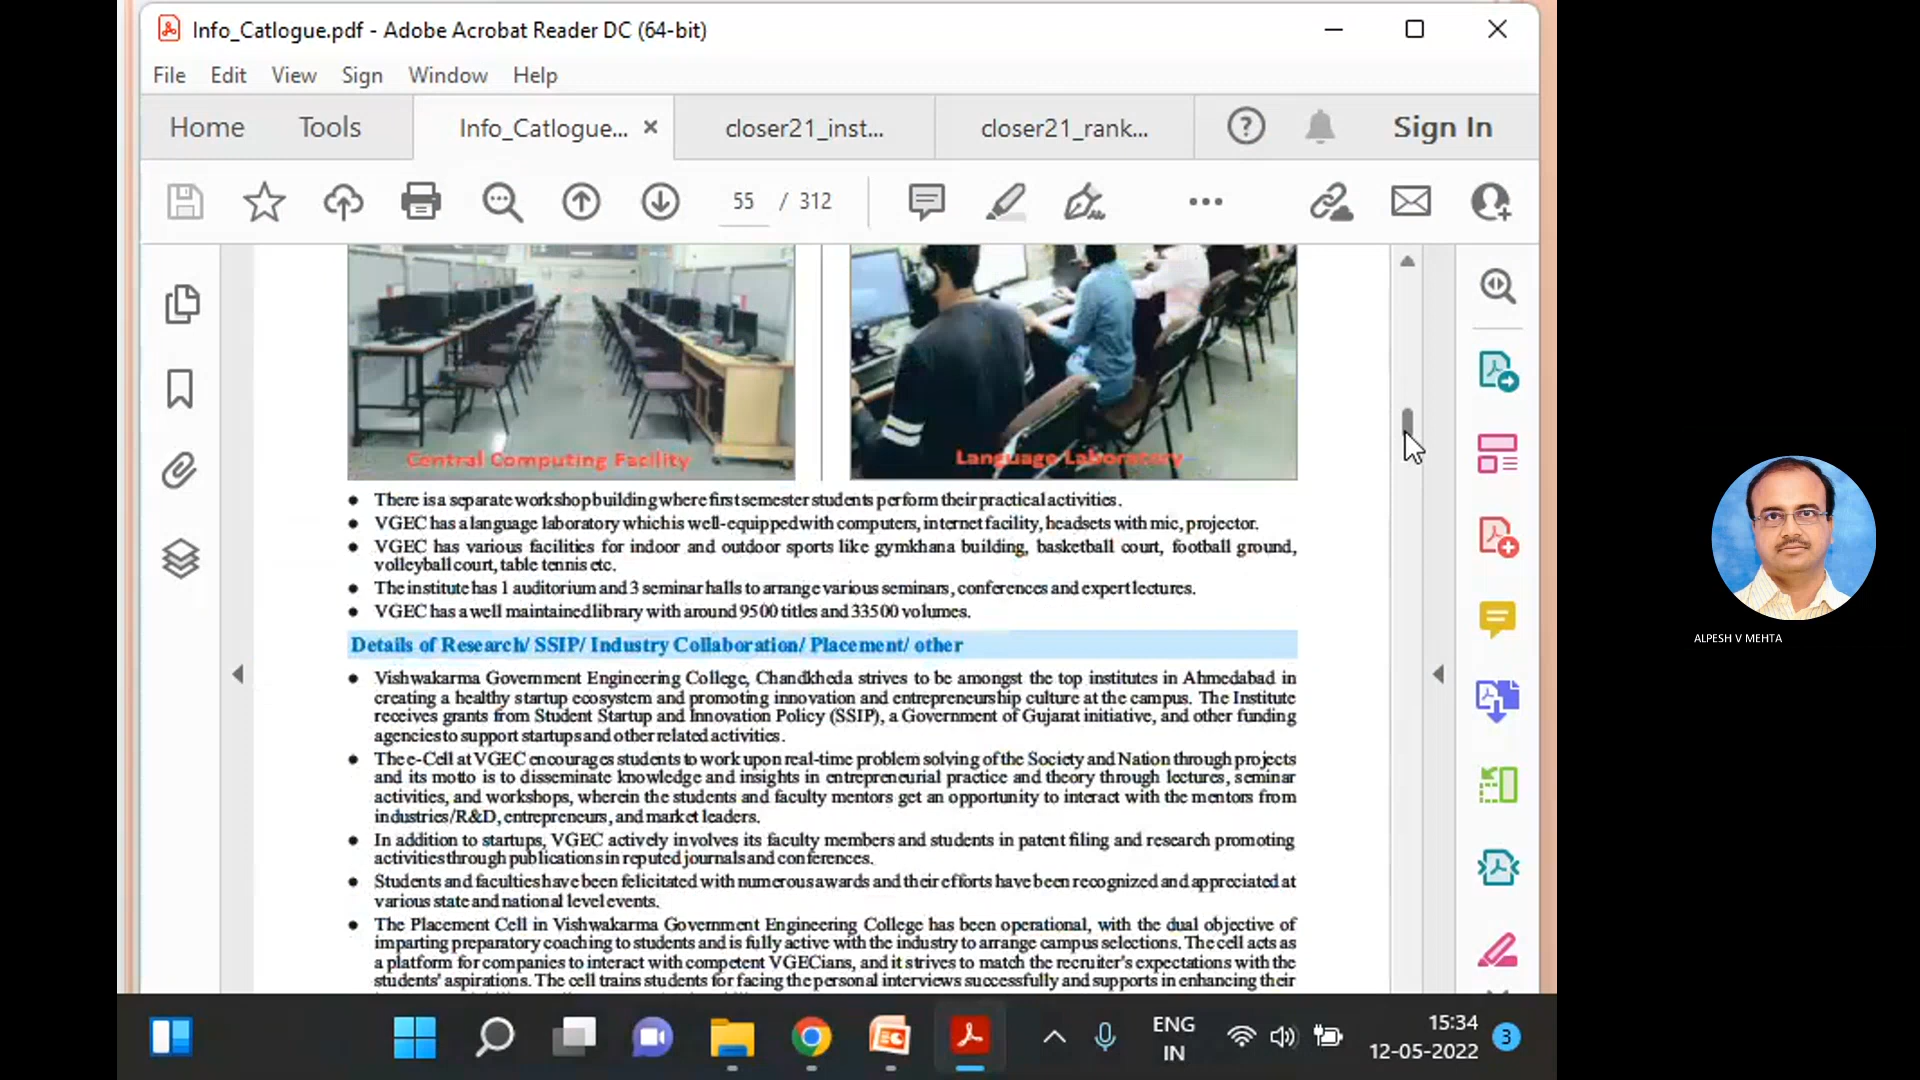 Info_Catlogue.pdf - Adobe Acrobat Reader DC (64-bit)
File Edit View Sign Window Help
Home Tools Info_Catlogue... closer21_inst... closer21_rank... Sign In
55 / 312
Central Computing Facility Language Laboratory
There is a separate workshop building where first semester students perform their practical activities.
VGEC has a language laboratory which is well-equipped with computers, internet facility, headsets with mic, projector.
VGEC has various facilities for indoor and outdoor sports like gymkhana building, basketball court, football ground,
volleyball court, table tennis etc.
The institute has 1 auditorium and 3 seminar halls to arrange various seminars, conferences and expert lectures.
VGEC has a well maintained library with around 9500 titles and 33500 volumes.
Details of Research/ SSIP/ Industry Collaboration/ Placement/ other
Vishwakarma Government Engineering College, Chandkheda strives to be amongst the top institutes in Ahmedabad in
creating a healthy startup ecosystem and promoting innovation and entrepreneurship culture at the campus. The Institute
receives grants from Student Startup and Innovation Policy (SSIP), a Government of Gujarat initiative, and other funding
agencies to support startups and other related activities.
The e-Cell at VGEC encourages students to work upon real-time problem solving of the Society and Nation through projects
and its motto is to disseminate knowledge and insights in entrepreneurial practice and theory through lectures, seminar
activities, and workshops, wherein the students and faculty mentors get an opportunity to interact with the mentors from
industries/R&D, entrepreneurs, and market leaders.
In addition to startups, VGEC actively involves its faculty members and students in patent filing and research promoting
activities through publications in reputed journals and conferences.
Students and faculties have been felicitated with numerous awards and their efforts have been recognized and appreciated at
various state and national level events.
The Placement Cell in Vishwakarma Government Engineering College has been operational, with the dual objective of
imparting preparatory coaching to students and is fully active with the industry to arrange campus selections. The cell acts as
a platform for companies to interact with competent VGECians, and it strives to match the recruiter's expectations with the
students' aspirations. The cell trains students for facing the personal interviews successfully and supports in enhancing their
ALPESH V MEHTA
ENG
IN
15:34
12-05-2022
3